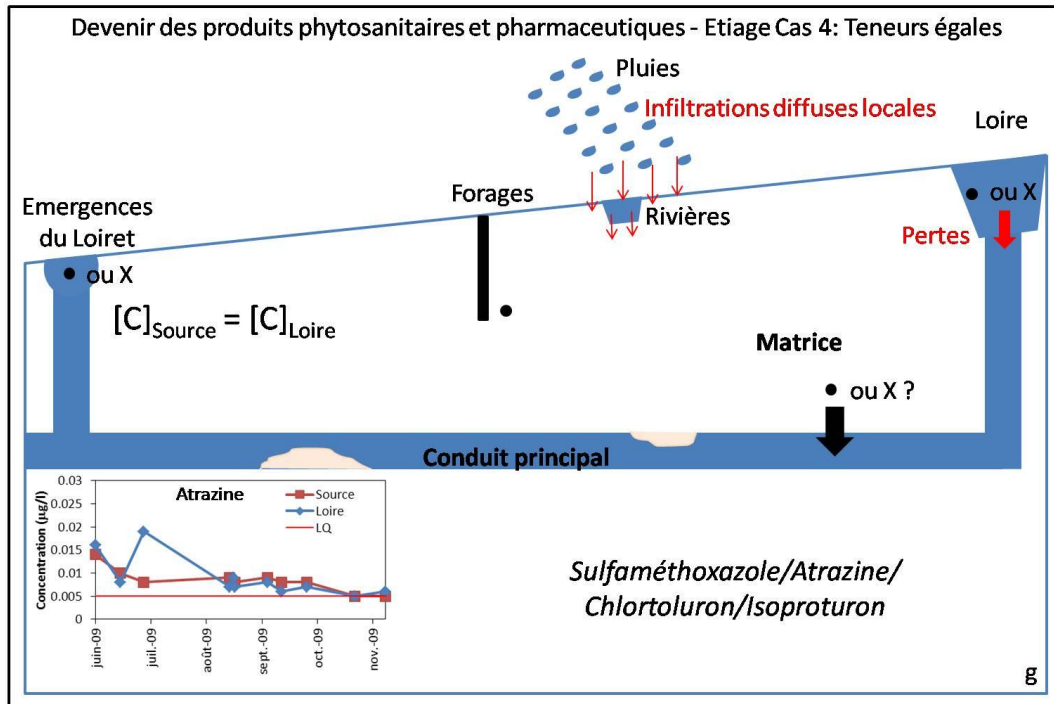 Devenir des produits phytosanitaires et pharmaceutiques - Etiage Cas 4: Teneurs égales
Pluies
Infiltrations diffuses locales
Loire
Forages
Emergences
du Loiret
Rivières
• ou X
Pertes
• ou X
[C]Source = [C]Loire
•
Matrice
• ou X ?
Conduit principal
Atrazine
Source
Loire
LQ
Concentration (µg/l)
0.03
0.025
0.02
0.015
0.01
0.005
0
juin-09
juil.-09
août-09
sept.-09
oct.-09
nov.-09
Sulfaméthoxazole/Atrazine/
Chlortoluron/Isoproturon
g